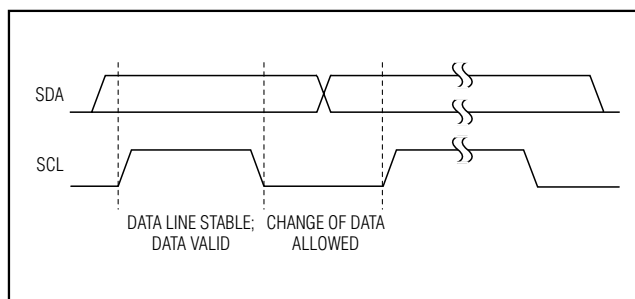 SDA
SCL
DATA LINE STABLE; CHANGE OF DATA
DATA VALID ALLOWED